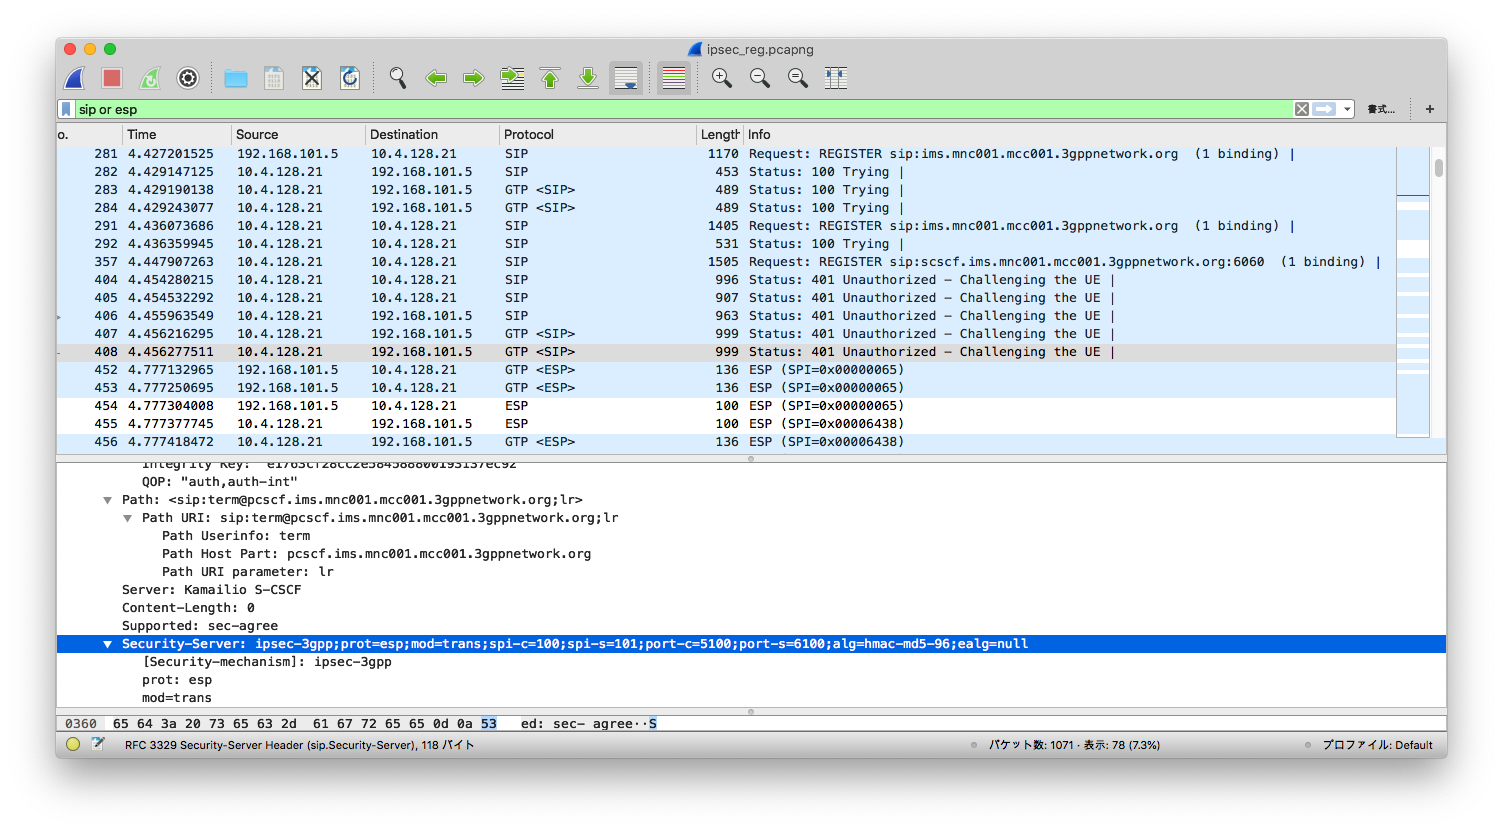 ipsec_reg.pcapng
sip or esp
書式...
+
o. Time Source Destination Protocol Length Info
281 4.427201525 192.168.101.5 10.4.128.21 SIP 1170 Request: REGISTER sip:ims.mnc001.mcc001.3gppnetwork.org (1 binding) |
282 4.429147125 10.4.128.21 192.168.101.5 SIP 453 Status: 100 Trying |
283 4.429190138 10.4.128.21 192.168.101.5 GTP <SIP> 489 Status: 100 Trying |
284 4.429243077 10.4.128.21 192.168.101.5 GTP <SIP> 489 Status: 100 Trying |
291 4.436073686 192.168.101.5 10.4.128.21 SIP 1405 Request: REGISTER sip:ims.mnc001.mcc001.3gppnetwork.org (1 binding) |
292 4.436359945 10.4.128.21 10.4.128.21 SIP 531 Status: 100 Trying |
357 4.447907263 10.4.128.21 10.4.128.21 SIP 1505 Request: REGISTER sip:scscf.ims.mnc001.mcc001.3gppnetwork.org:6060 (1 binding) |
404 4.454280215 10.4.128.21 10.4.128.21 SIP 996 Status: 401 Unauthorized – Challenging the UE |
405 4.454532292 10.4.128.21 10.4.128.21 SIP 907 Status: 401 Unauthorized – Challenging the UE |
406 4.455963549 10.4.128.21 192.168.101.5 SIP 963 Status: 401 Unauthorized – Challenging the UE |
407 4.456216295 10.4.128.21 192.168.101.5 GTP <SIP> 999 Status: 401 Unauthorized – Challenging the UE |
408 4.456277511 10.4.128.21 192.168.101.5 GTP <SIP> 999 Status: 401 Unauthorized – Challenging the UE |
452 4.777132965 192.168.101.5 10.4.128.21 GTP <ESP> 136 ESP (SPI=0x00000065)
453 4.777250695 192.168.101.5 10.4.128.21 GTP <ESP> 136 ESP (SPI=0x00000065)
454 4.777304008 192.168.101.5 10.4.128.21 ESP 100 ESP (SPI=0x00000065)
455 4.777377745 10.4.128.21 192.168.101.5 ESP 100 ESP (SPI=0x00006438)
456 4.777418472 10.4.128.21 192.168.101.5 GTP <ESP> 136 ESP (SPI=0x00006438)
Integrity Key: "e1763cf28cc2e58458880019313/ec92"
QOP: "auth,auth-int"
Path: <sip:term@pcscf.ims.mnc001.mcc001.3gppnetwork.org;lr>
Path URI: sip:term@pcscf.ims.mnc001.mcc001.3gppnetwork.org;lr
Path Userinfo: term
Path Host Part: pcscf.ims.mnc001.mcc001.3gppnetwork.org
Path URI parameter: lr
Server: Kamailio S-CSCF
Content-Length: 0
Supported: sec-agree
Security-Server: ipsec-3gpp;prot=esp;mod=trans;spi-c=100;spi-s=101;port-c=5100;port-s=6100;alg=hmac-md5-96;ealg=null
[Security-mechanism]: ipsec-3gpp
prot: esp
mod=trans
0360 65 64 3a 20 73 65 63 2d 61 67 72 65 65 0d 0a 53 ed: sec- agree··S
RFC 3329 Security-Server Header (sip.Security-Server), 118 バイト
パケット数: 1071 · 表示: 78 (7.3%)
プロファイル: Default